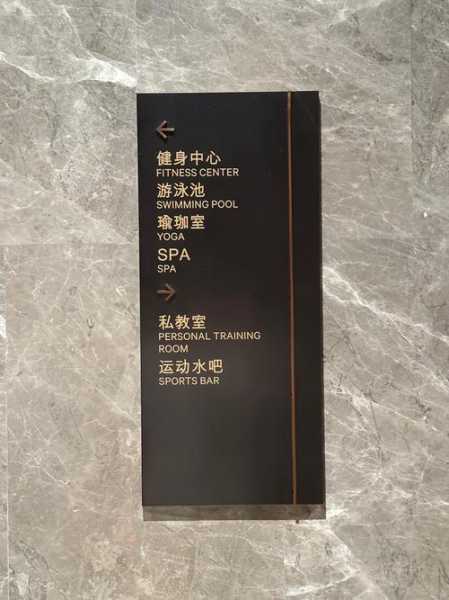 ←
健身中心
FITNESS CENTER
游泳池
SWIMMING POOL
瑜珈室
YOGA
SPA
SPA
→
私教室
PERSONAL TRAINING
ROOM
运动水吧
SPORTS BAR